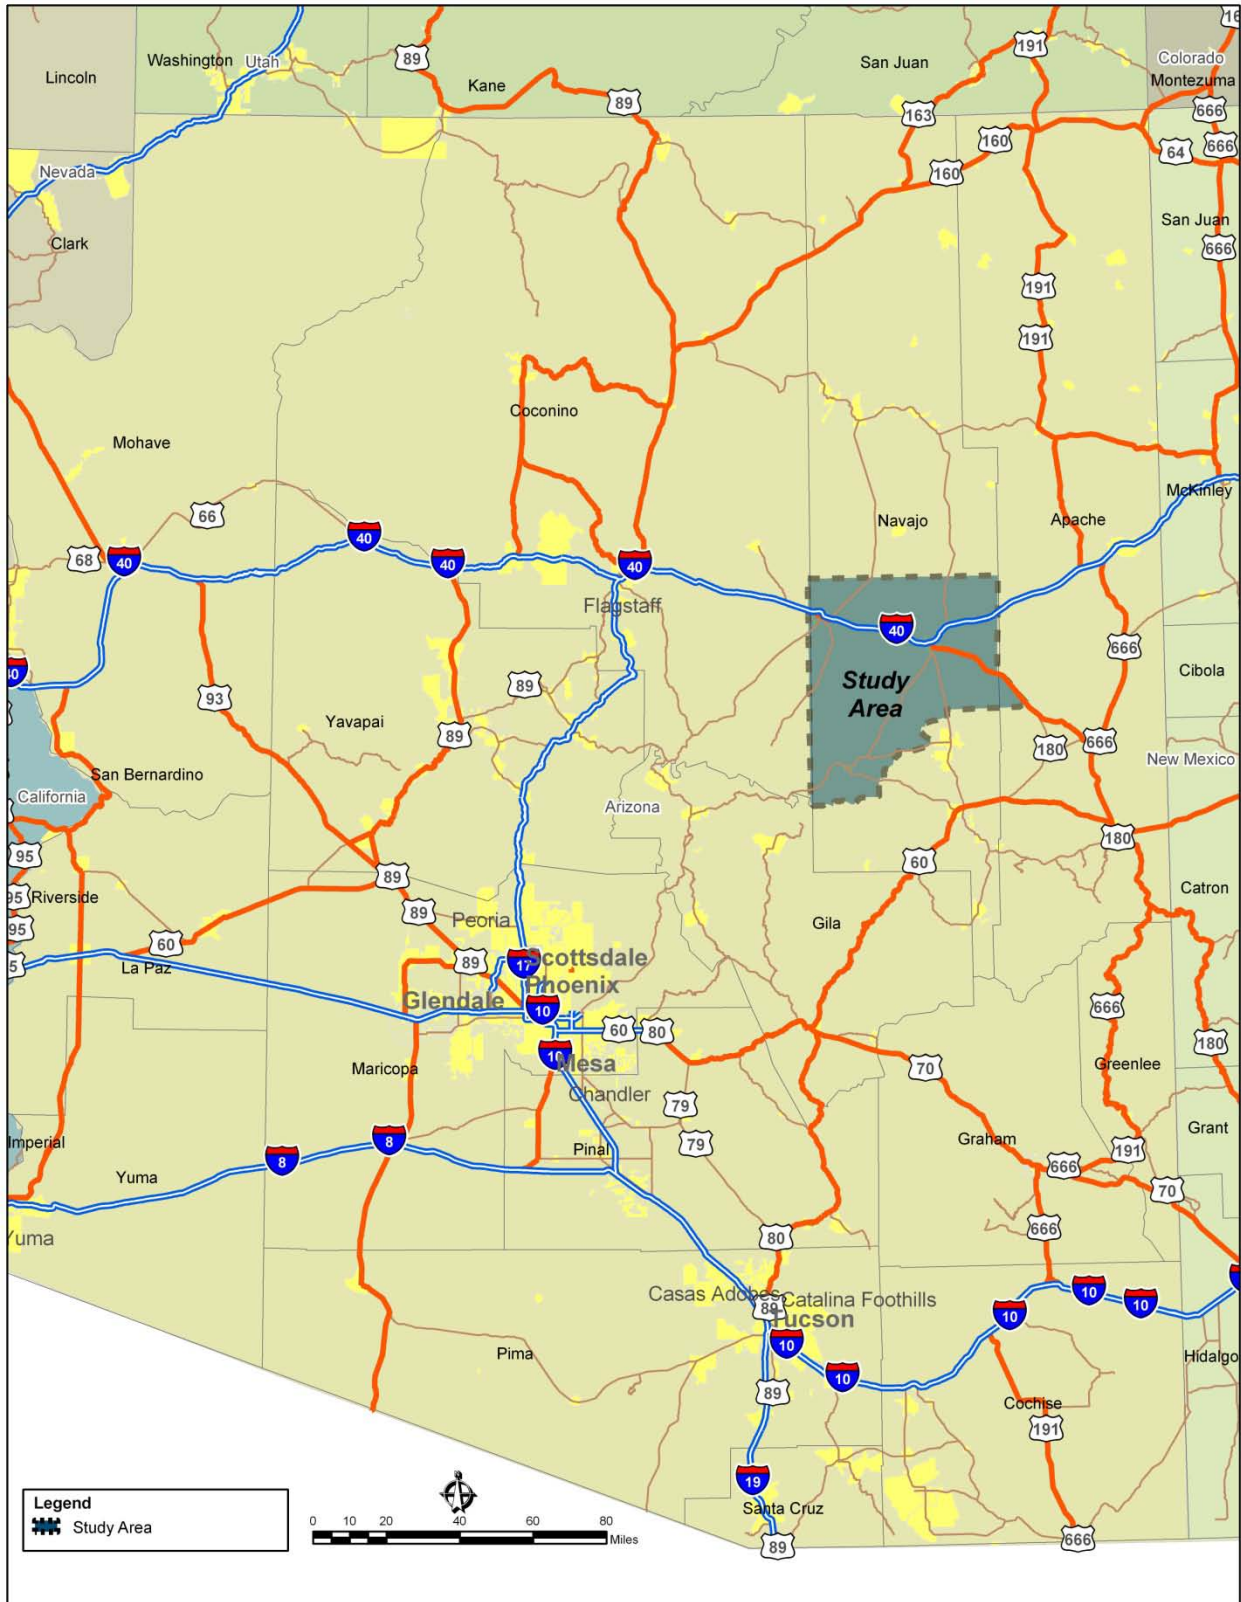 89
191
16
Washington
Utah
San Juan
Colorado
Lincoln
Kane
Montezuma
89
163
666
160
64
666
160
Nevada
San Juan
Clark
666
191
191
Coconino
Mohave
McKinley
66
Navajo
Apache
40
68
40
40
40
Flagstaff
40
666
Cibola
40
Study
Area
93
89
Yavapai
89
180
666
New Mexico
San Bernardino
California
Arizona
180
95
60
89
Catron
95
Riverside
89
Peoria
Gila
95
60
Scottsdale
La Paz
89
17
5
Phoenix
Glendale
10
666
60
80
180
10
Mesa
Maricopa
70
Greenlee
Chandler
79
Grant
Imperial
8
79
Graham
191
8
Pinal
Yuma
666
70
Yuma
80
666
Casas Adobes
Catalina Foothills
10
10
89
Tucson
10
10
Pima
Hidalgo
10
89
Cochise
191
Legend
Study Area
19
Santa Cruz
0 5 10 20 40 60 80
Miles
89
666